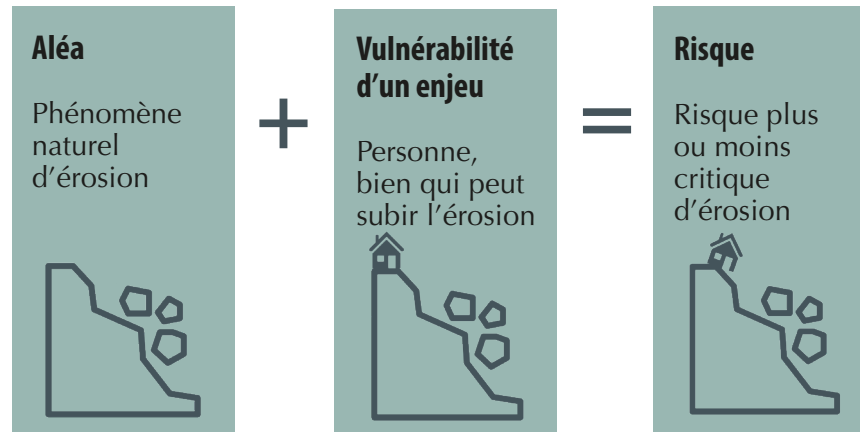 Aléa
Phénomène
naturel
d’érosion
+
Vulnérabilité
d’un enjeu
Personne,
bien qui peut
subir l’érosion
=
Risque
Risque plus
ou moins
critique
d’érosion